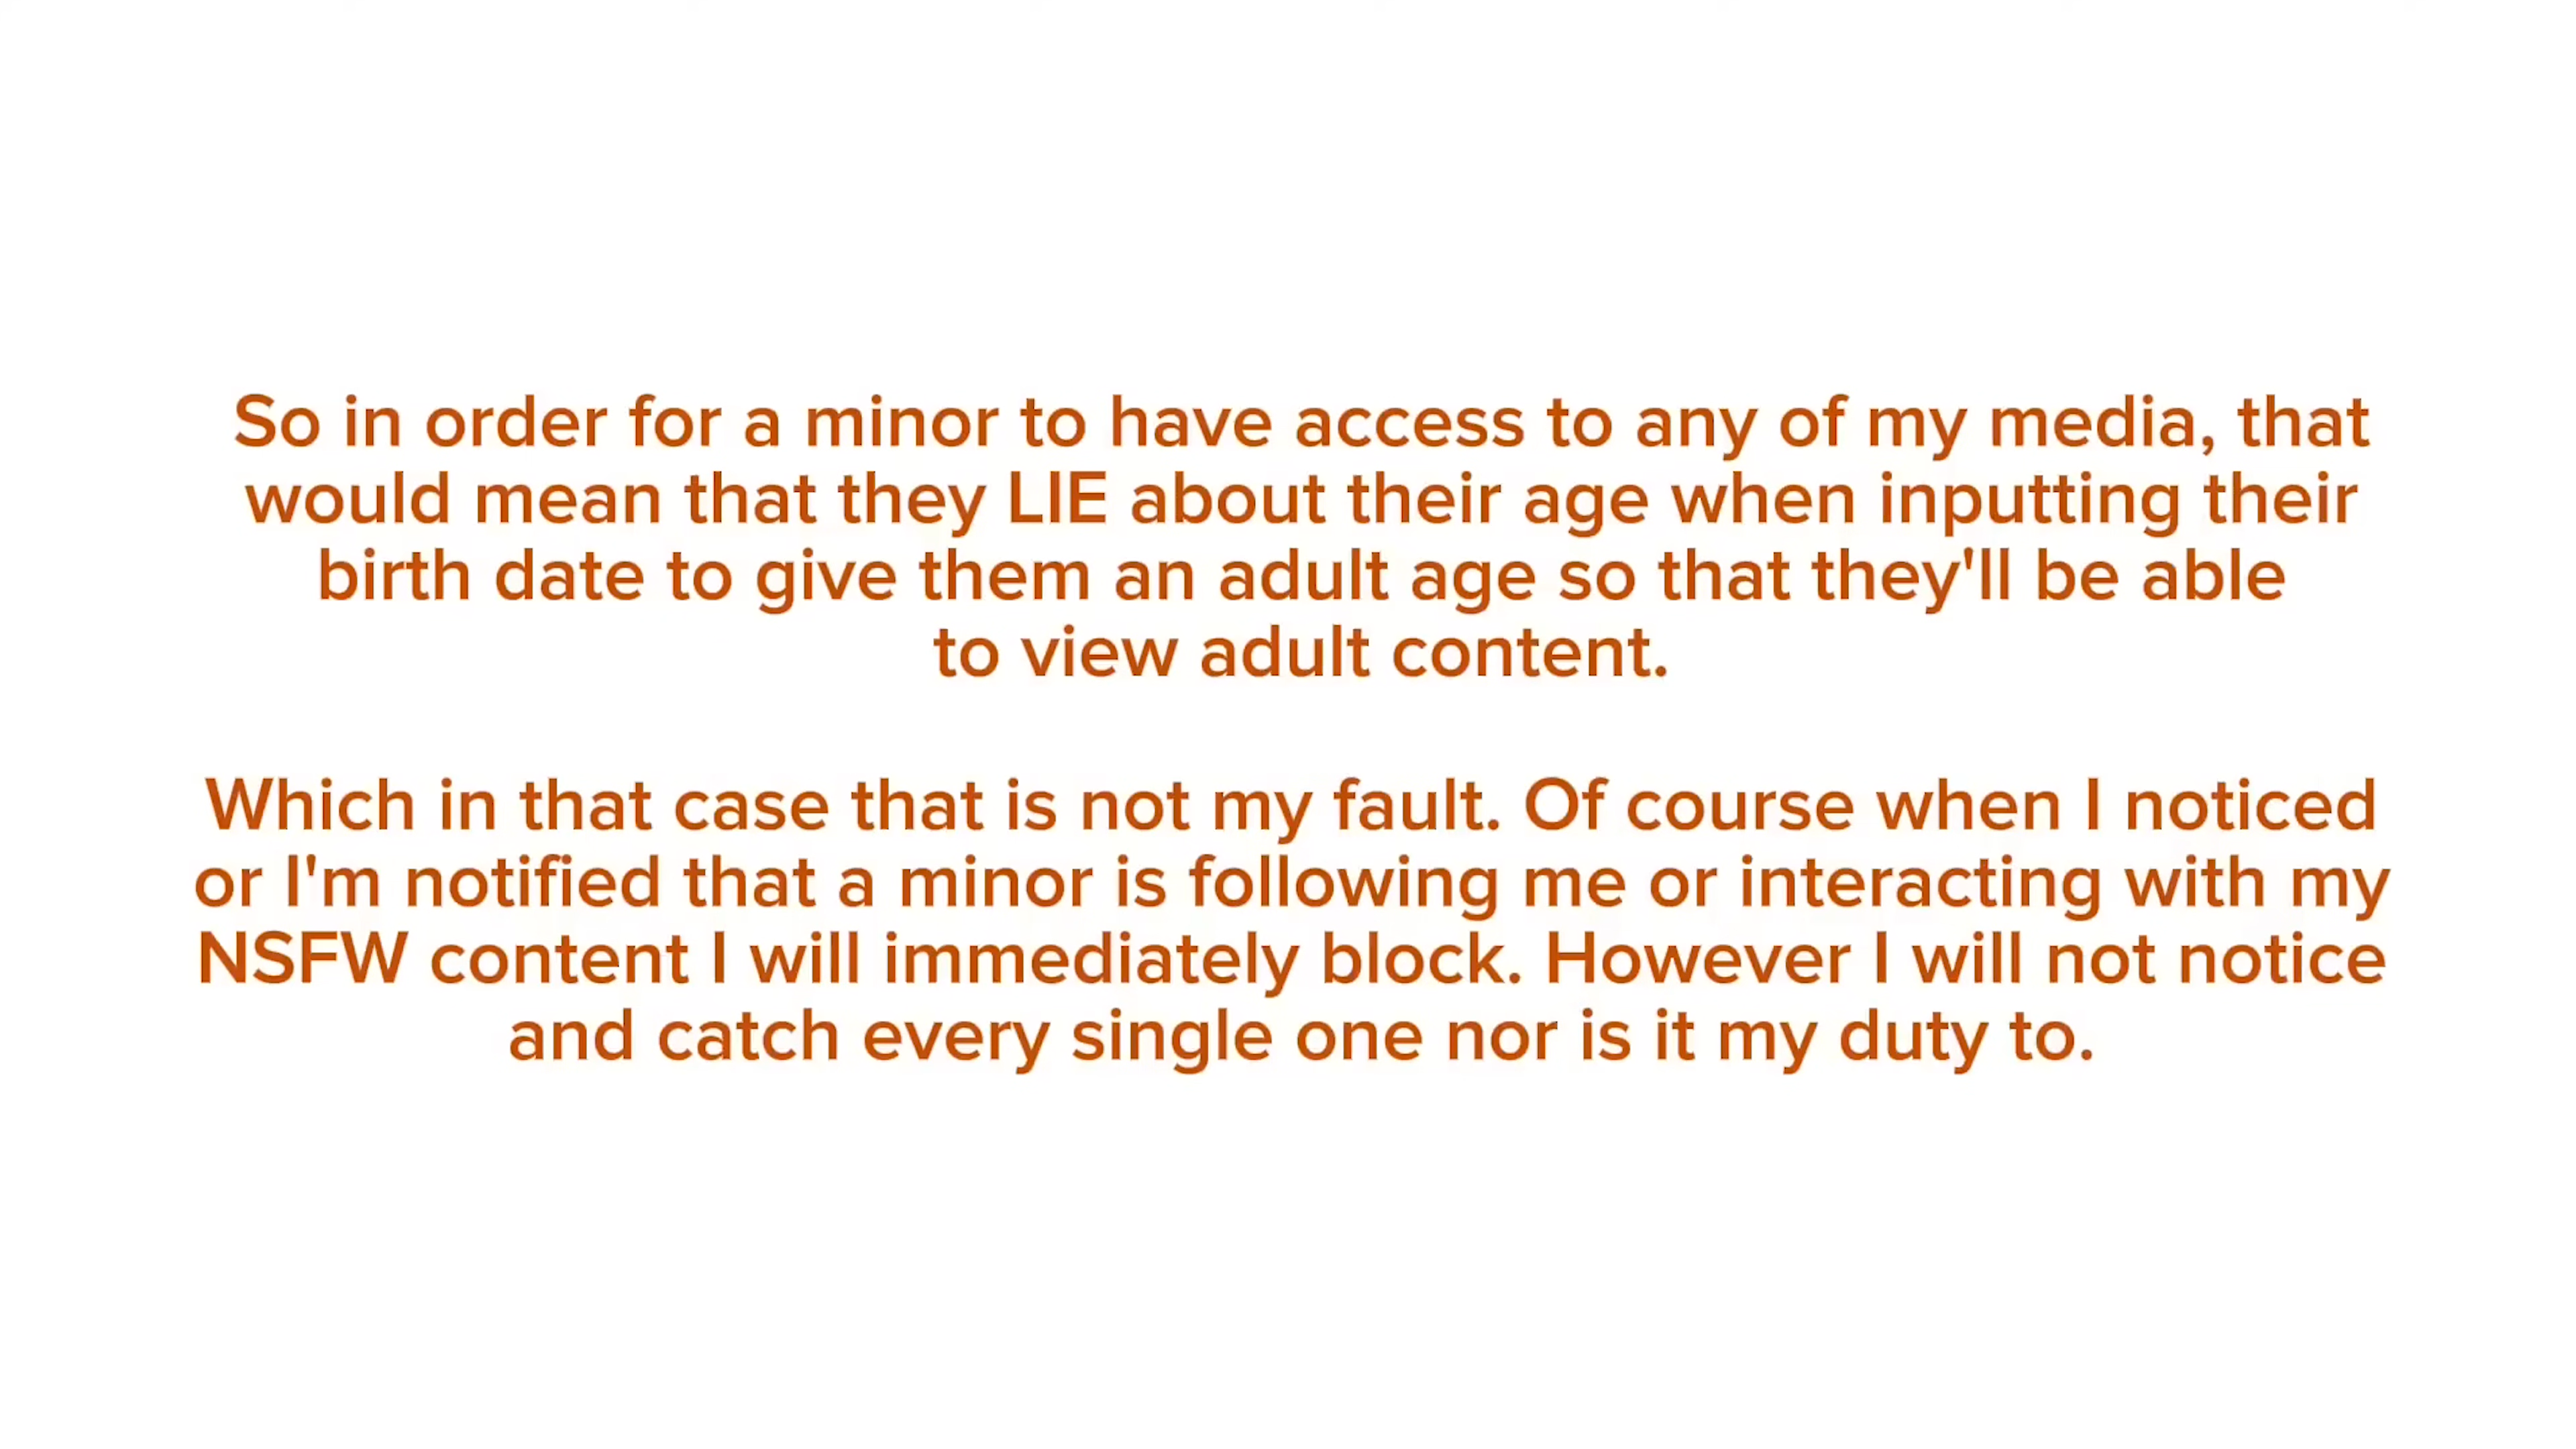 So in order for a minor to have access to any of my media, that
would mean that they LIE about their age when inputting their
birth date to give them an adult age so that they'll be able
to view adult content.
Which in that case that is not my fault. Of course when I noticed
or I'm notified that a minor is following me or interacting with my
NSFW content I will immediately block. However I will not notice
and catch every single one nor is it my duty to.